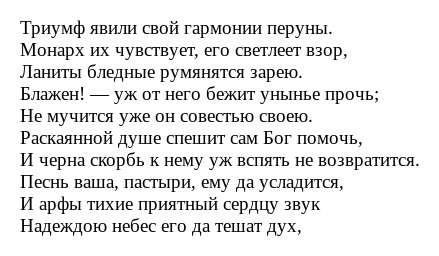 Триумф явили свой гармонии перуны.
Монарх их чувствует, его светлеет взор,
Ланиты бледные румянятся зарею.
Блажен! — уж от него бежит унынье прочь;
Не мучится уже он совестью своею.
Раскаянной душе спешит сам Бог помочь,
И черна скорбь к нему уж вспять не возвратится.
Песнь ваша, пастыри, ему да усладится,
И арфы тихие приятный сердцу звук
Надеждою небес его да тешат дух,